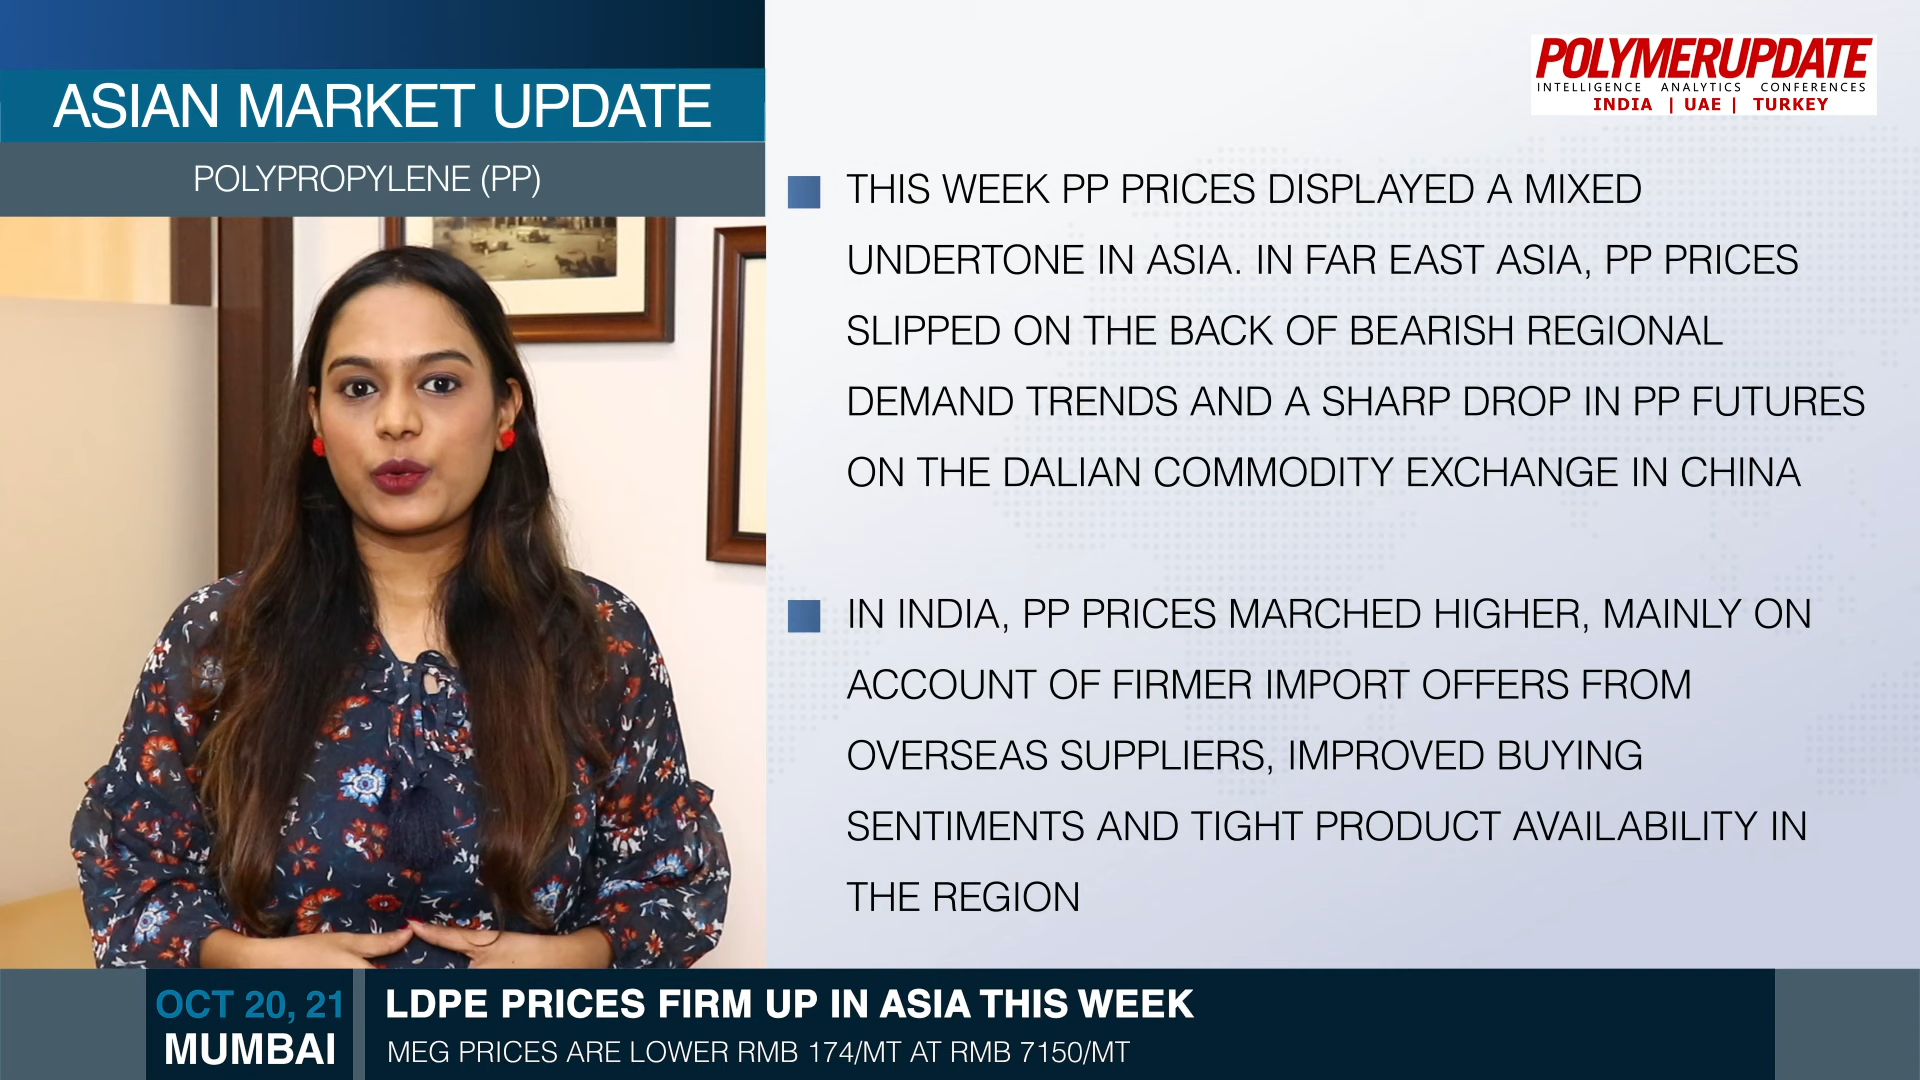 ASIAN MARKET UPDATE
POLYPROPYLENE (PP)
POLYMERUPDATE
INTELLIGENCE ANALYTICS CONFERENCES
INDIA | UAE | TURKEY
THIS WEEK PP PRICES DISPLAYED A MIXED
UNDERTONE IN ASIA. IN FAR EAST ASIA, PP PRICES
SLIPPED ON THE BACK OF BEARISH REGIONAL
DEMAND TRENDS AND A SHARP DROP IN PP FUTURES
ON THE DALIAN COMMODITY EXCHANGE IN CHINA
IN INDIA, PP PRICES MARCHED HIGHER, MAINLY ON
ACCOUNT OF FIRMER IMPORT OFFERS FROM
OVERSEAS SUPPLIERS, IMPROVED BUYING
SENTIMENTS AND TIGHT PRODUCT AVAILABILITY IN
THE REGION
OCT 20, 21
MUMBAI
LDPE PRICES FIRM UP IN ASIA THIS WEEK
MEG PRICES ARE LOWER RMB 174/MT AT RMB 7150/MT